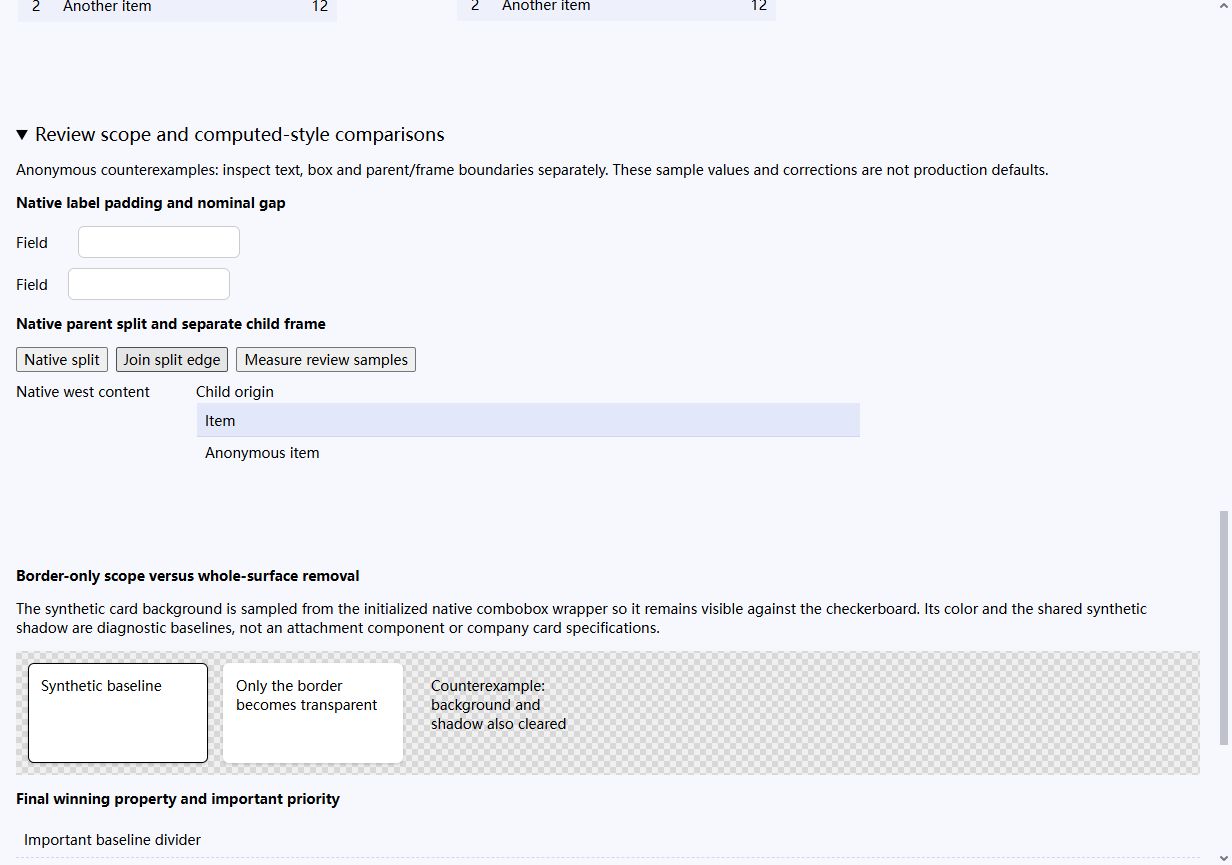 2 Another item 12 2 Another item 12
▼ Review scope and computed-style comparisons
Anonymous counterexamples: inspect text, box and parent/frame boundaries separately. These sample values and corrections are not production defaults.
Native label padding and nominal gap
Field
Field
Native parent split and separate child frame
Native split Join split edge Measure review samples
Native west content Child origin
Item
Anonymous item
Border-only scope versus whole-surface removal
The synthetic card background is sampled from the initialized native combobox wrapper so it remains visible against the checkerboard. Its color and the shared synthetic
shadow are diagnostic baselines, not an attachment component or company card specifications.
Synthetic baseline
Only the border
becomes transparent
Counterexample:
background and
shadow also cleared
Final winning property and important priority
Important baseline divider